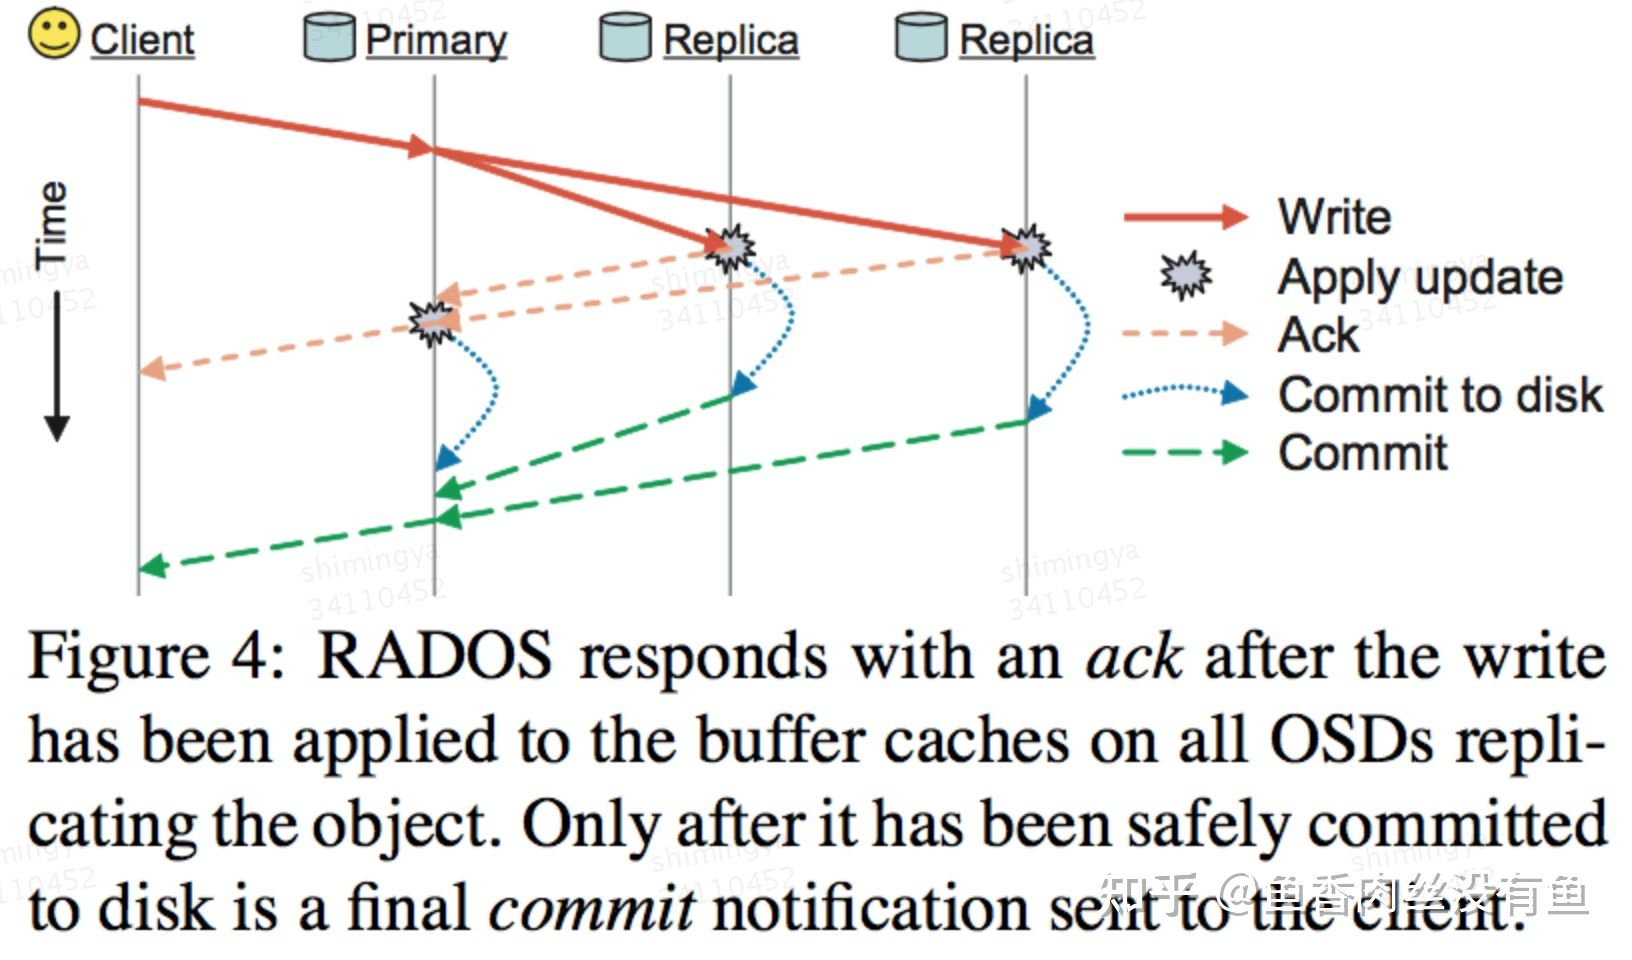 Client Primary Replica Replica
Time
Write
Apply update
Ack
Commit to disk
Commit
Figure 4: RADOS responds with an ack after the write
has been applied to the buffer caches on all OSDs repli-
cating the object. Only after it has been safely committed
to disk is a final commit notification sent to the client.
知乎 @鱼香肉丝没有鱼
shimingya
34110452